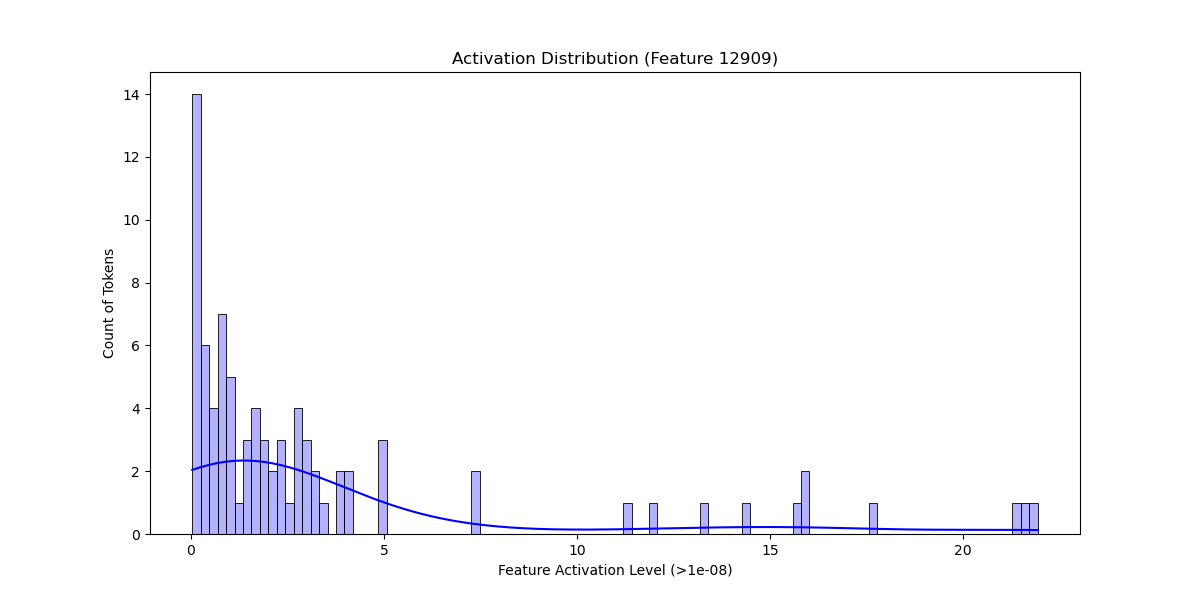 Activation Distribution (Feature 12909)
14
12
10
8
6
4
2
0
Count of Tokens
0 5 10 15 20
Feature Activation Level (>1e-08)